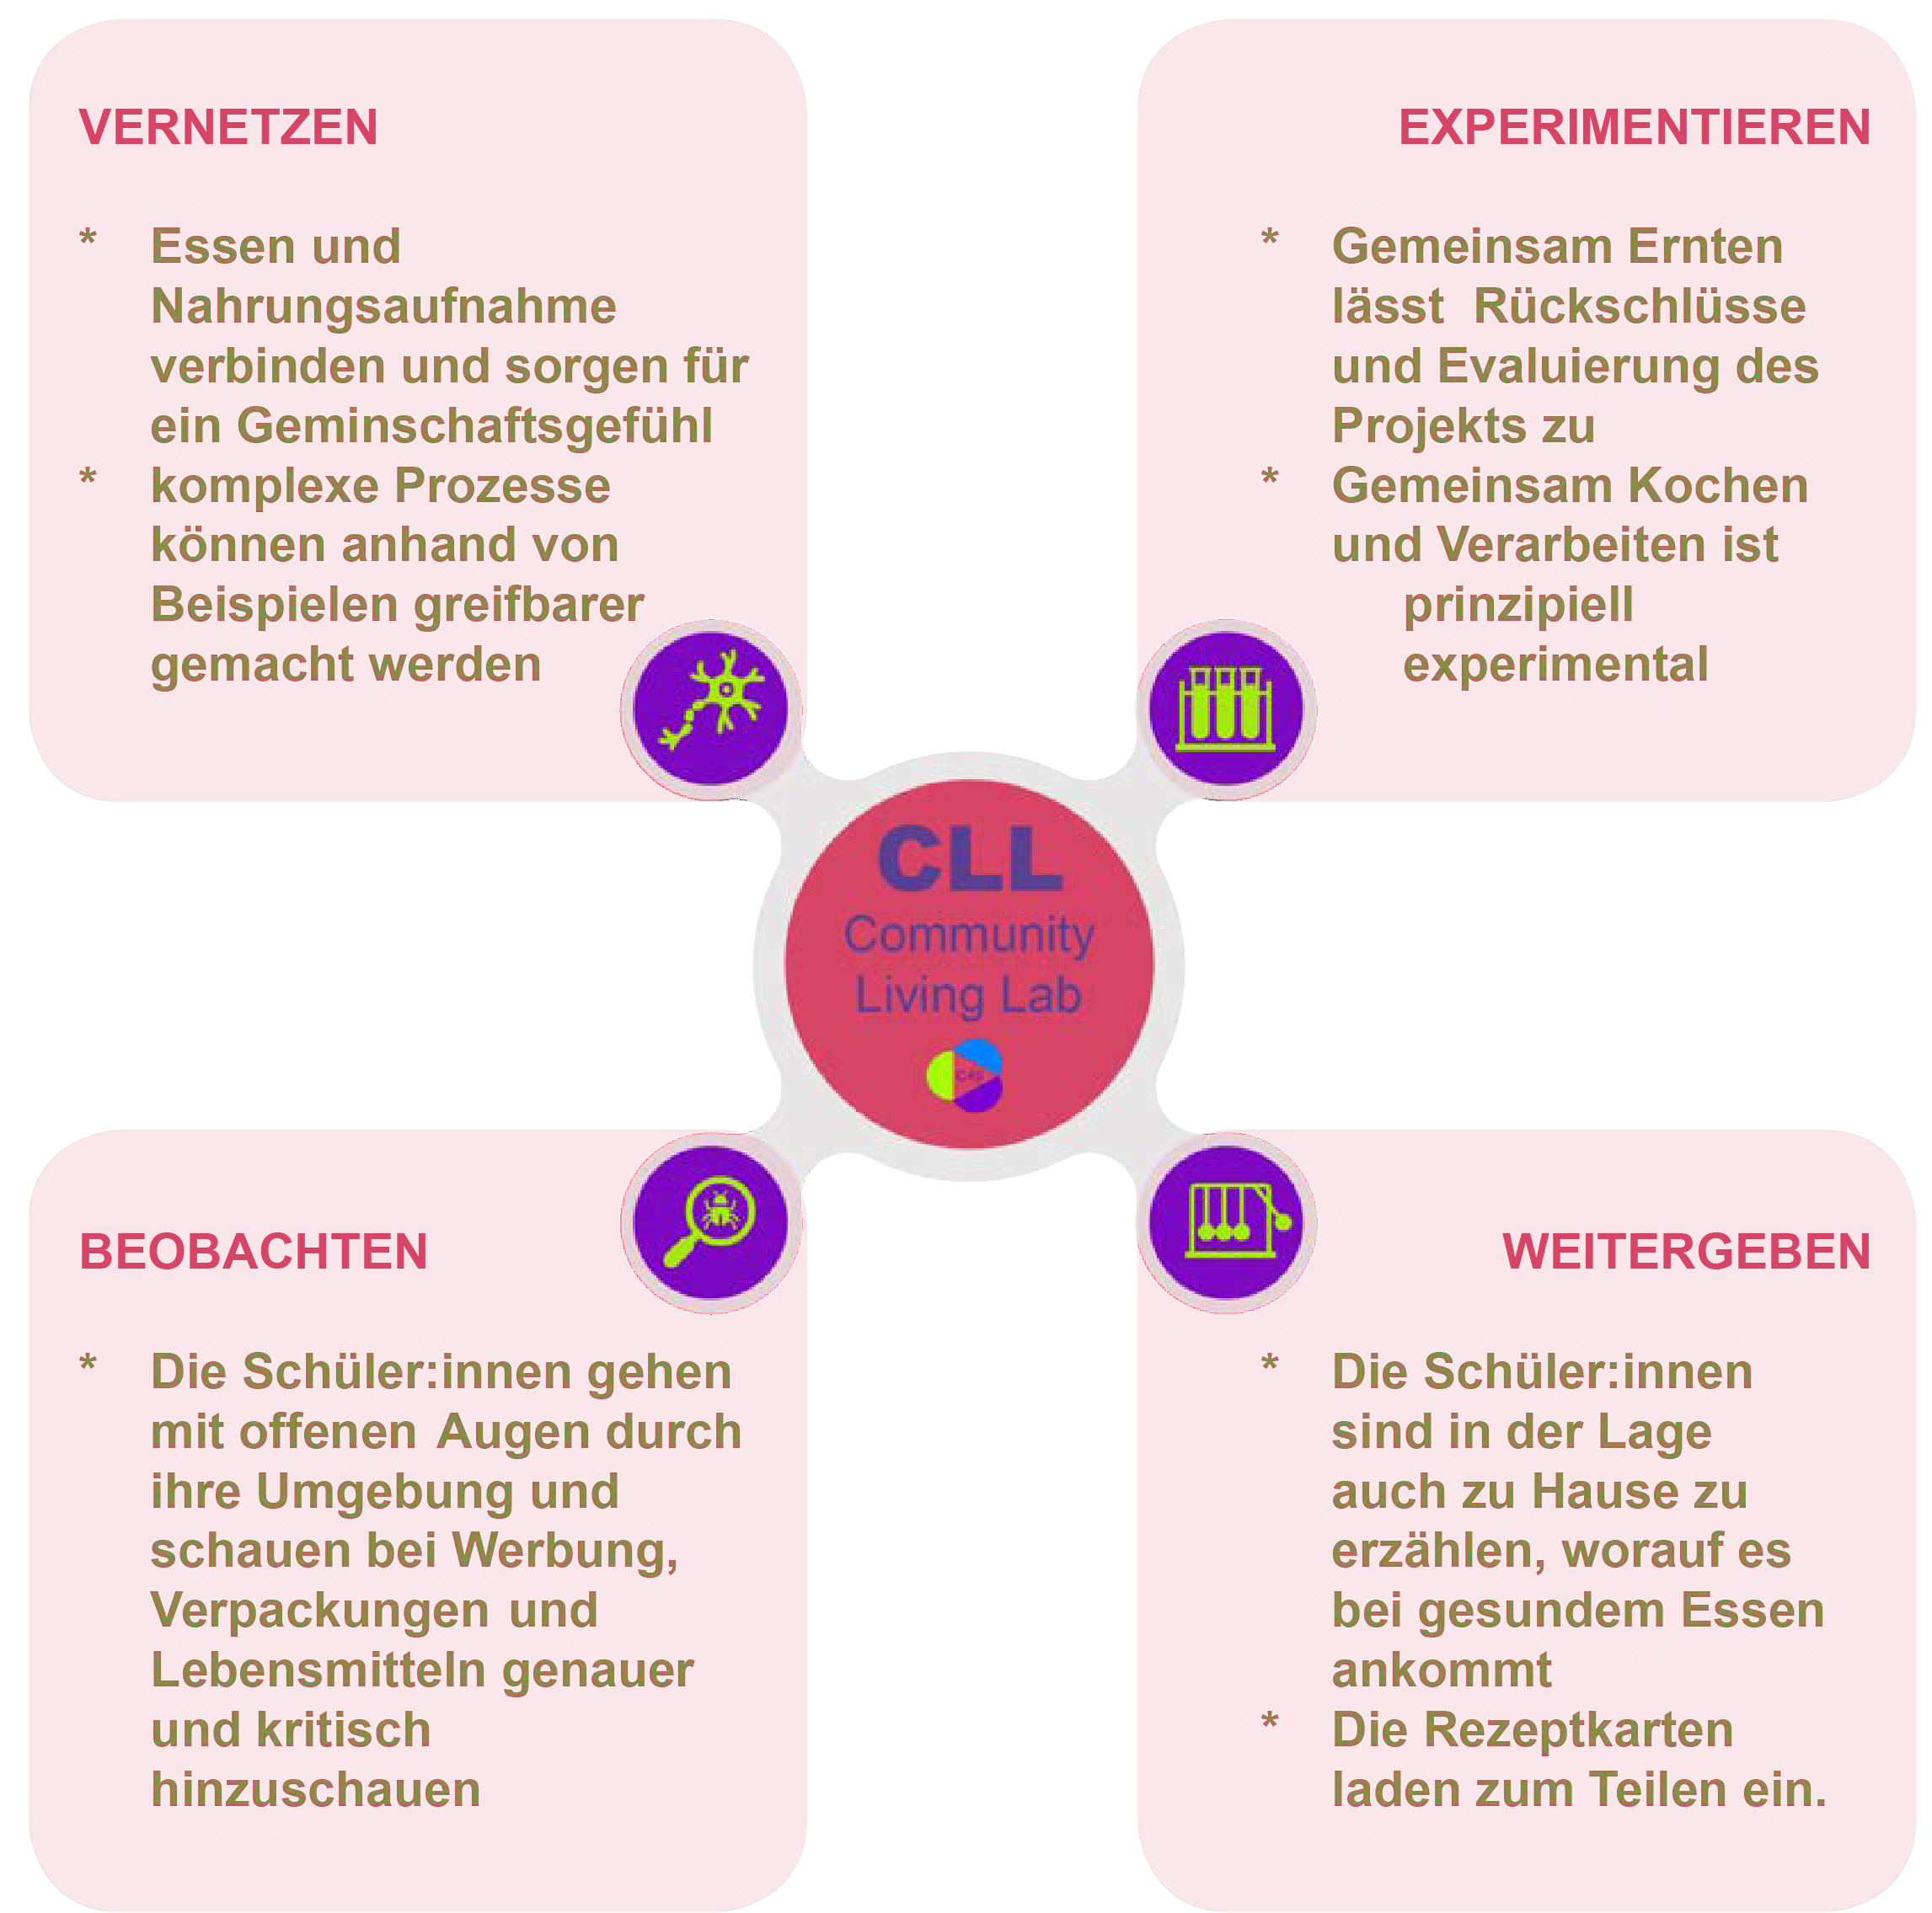 VERNETZEN
* Essen und
Nahrungsaufnahme
verbinden und sorgen für
ein Geminschaftsgefühl
* komplexe Prozesse
können anhand von
Beispielen greifbarer
gemacht werden
EXPERIMENTIEREN
* Gemeinsam Ernten
lässt Rückschlüsse
und Evaluierung des
Projekts zu
* Gemeinsam Kochen
und Verarbeiten ist
prinzipiell
experimental
CLL
Community
Living Lab
BEOBACHTEN
* Die Schüler:innen gehen
mit offenen Augen durch
ihre Umgebung und
schauen bei Werbung,
Verpackungen und
Lebensmitteln genauer
und kritisch
hinzuschauen
WEITERGEBEN
* Die Schüler:innen
sind in der Lage
auch zu Hause zu
erzählen, worauf es
bei gesundem Essen
ankommt
* Die Rezeptkarten
laden zum Teilen ein.